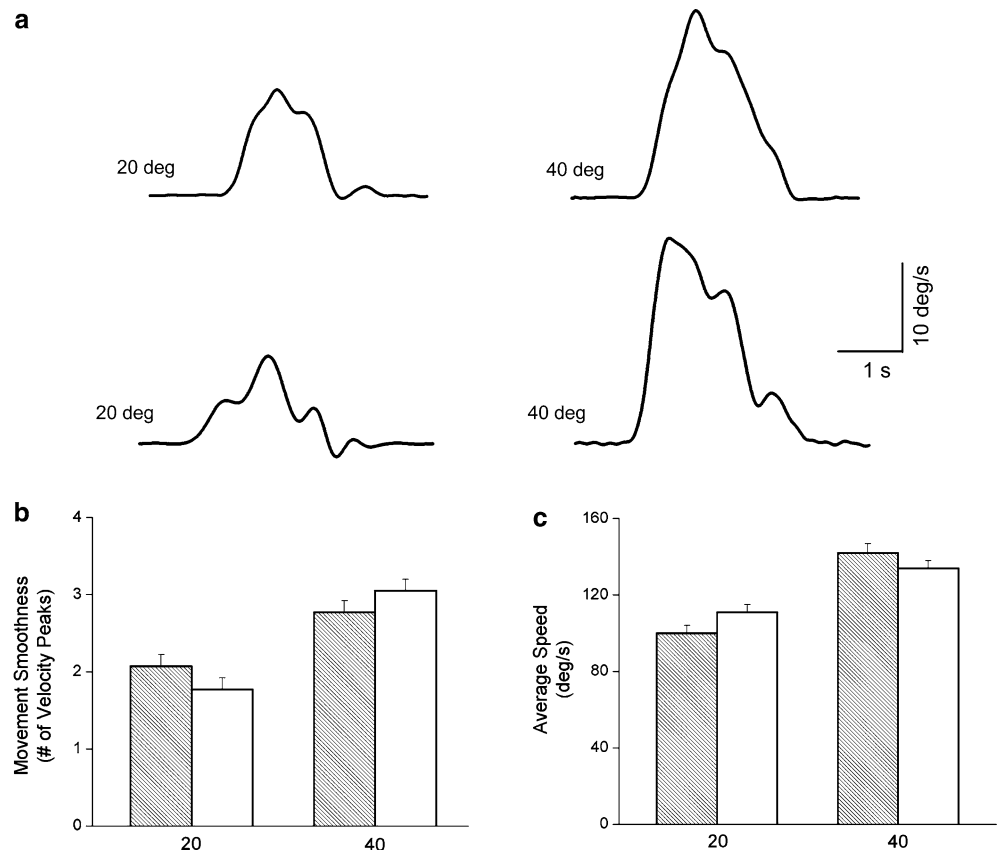 a
20 deg
40 deg
20 deg
40 deg
10 deg/s
1 s
b
Movement Smoothness
(# of Velocity Peaks)
4
3
2
1
0
20
40
c
Average Speed
(deg/s)
160
120
80
40
0
20
40